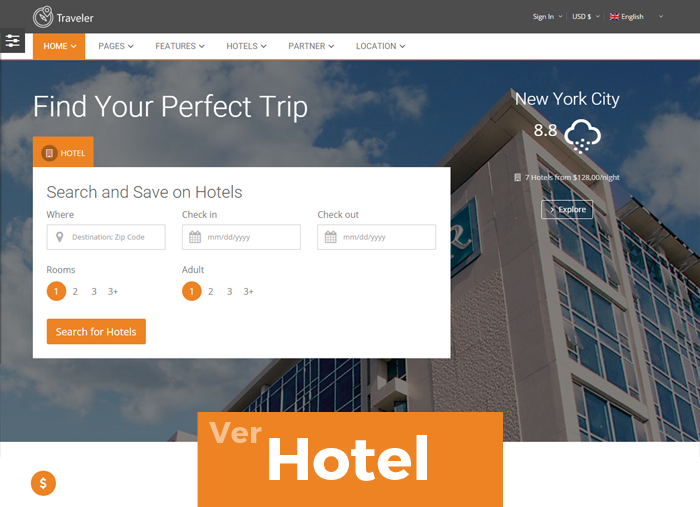 Traveler
Sign In
USD $
English
HOME
PAGES
FEATURES
HOTELS
PARTNER
LOCATION
Find Your Perfect Trip
New York City
8.8
7 Hotels from $128,00/night
Explore
HOTEL
Search and Save on Hotels
Where
Check in
Check out
Destination; Zip Code
mm/dd/yyyy
mm/dd/yyyy
Rooms
Adult
1 2 3 3+
1 2 3 3+
Search for Hotels
Ver
Hotel
$